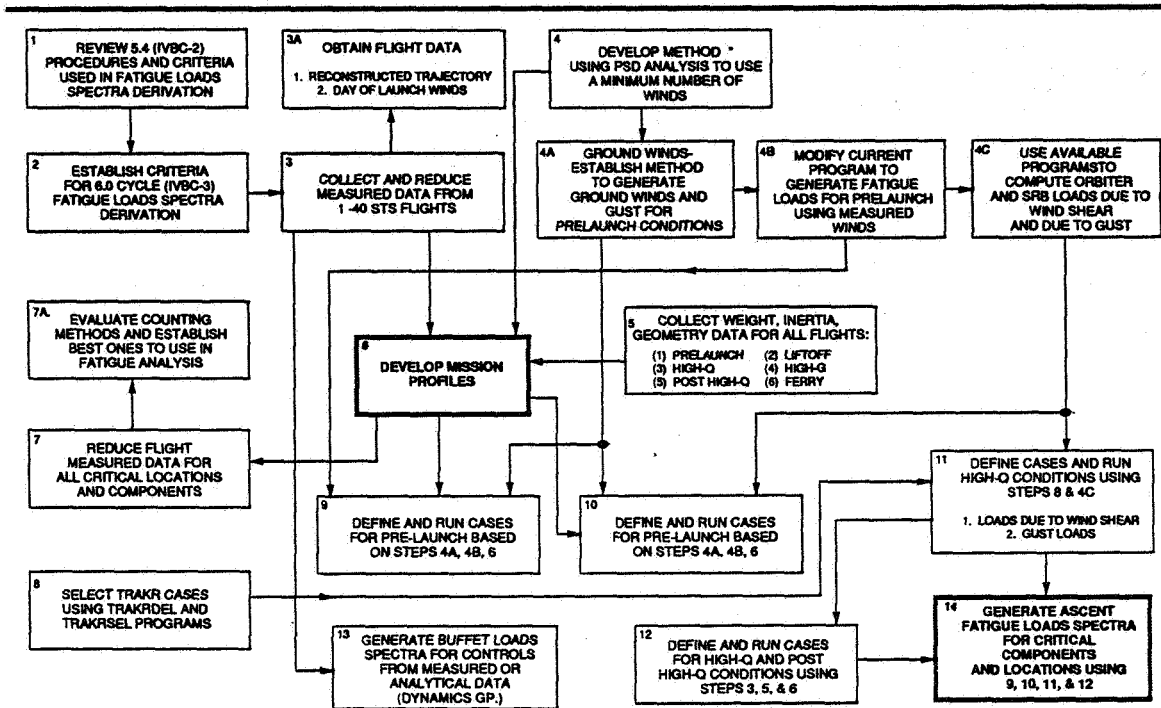 1
REVIEW 5.4 (IVBC-2)
PROCEDURES AND CRITERIA
USED IN FATIGUE LOADS
SPECTRA DERIVATION
3A
OBTAIN FLIGHT DATA
1. RECONSTRUCTED TRAJECTORY
2. DAY OF LAUNCH WINDS
4
DEVELOP METHOD *
USING PSD ANALYSIS TO USE
A MINIMUM NUMBER OF
WINDS
2
ESTABLISH CRITERIA
FOR 6.0 CYCLE (IVBC-3)
FATIGUE LOADS SPECTRA
DERIVATION
3
COLLECT AND REDUCE
MEASURED DATA FROM
1 -40 STS FLIGHTS
4A
GROUND WINDS-
ESTABLISH METHOD
TO GENERATE
GROUND WINDS AND
GUST FOR
PRELAUNCH CONDITIONS
4B
MODIFY CURRENT
PROGRAM TO
GENERATE FATIGUE
LOADS FOR PRELAUNCH
USING MEASURED
WINDS
4C
USE AVAILABLE
PROGRAMSTO
COMPUTE ORBITER
AND SRB LOADS DUE TO
WIND SHEAR
AND DUE TO GUST
7A.
EVALUATE COUNTING
METHODS AND ESTABLISH
BEST ONES TO USE IN
FATIGUE ANALYSIS
6
DEVELOP MISSION
PROFILES
5
COLLECT WEIGHT, INERTIA,
GEOMETRY DATA FOR ALL FLIGHTS:
(1) PRELAUNCH (2) LIFTOFF
(3) HIGH-Q (4) HIGH-G
(5) POST HIGH-Q (6) FERRY
7
REDUCE FLIGHT
MEASURED DATA FOR
ALL CRITICAL LOCATIONS
AND COMPONENTS
9
DEFINE AND RUN CASES
FOR PRE-LAUNCH BASED
ON STEPS 4A, 4B, 6
10
DEFINE AND RUN CASES
FOR PRE-LAUNCH BASED
ON STEPS 4A, 4B, 6
11
DEFINE CASES AND RUN
HIGH-Q CONDITIONS USING
STEPS 8 & 4C
1. LOADS DUE TO WIND SHEAR
2. GUST LOADS
8
SELECT TRAKR CASES
USING TRAKRDEL AND
TRAKRSEL PROGRAMS
13
GENERATE BUFFET LOADS
SPECTRA FOR CONTROLS
FROM MEASURED OR
ANALYTICAL DATA
(DYNAMICS GP.)
12
DEFINE AND RUN CASES
FOR HIGH-Q AND POST
HIGH-Q CONDITIONS USING
STEPS 3, 5, & 6
14
GENERATE ASCENT
FATIGUE LOADS SPECTRA
FOR CRITICAL
COMPONENTS
AND LOCATIONS USING
9, 10, 11, & 12